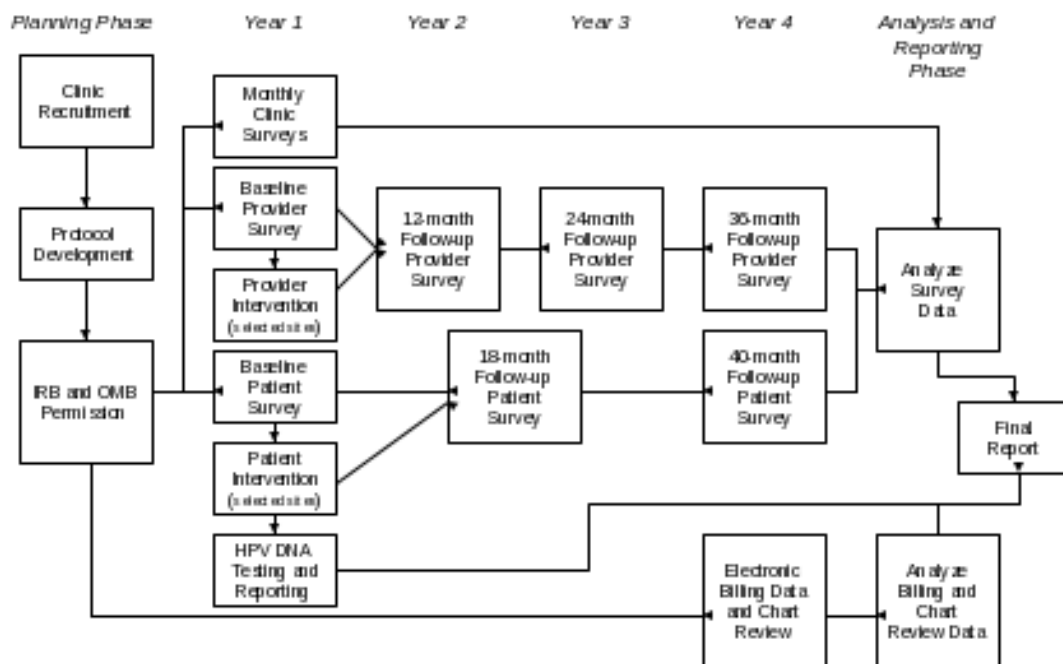 Planning Phase
Year 1
Year 2
Year 3
Year 4
Analysis and
Reporting
Phase
Clinic
Recruitment
Protocol
Development
IRB and OMB
Permission
Monthly
Clinic
Surveys
Baseline
Provider
Survey
Provider
Intervention
(selected sites)
Baseline
Patient
Survey
Patient
Intervention
(selected sites)
HPV DNA
Testing and
Reporting
12-month
Follow-up
Provider
Survey
18-month
Follow-up
Patient
Survey
24-month
Follow-up
Provider
Survey
36-month
Follow-up
Provider
Survey
40-month
Follow-up
Patient
Survey
Electronic
Billing Data
and Chart
Review
Analyze
Survey
Data
Final
Report
Analyze
Billing and
Chart
Review Data